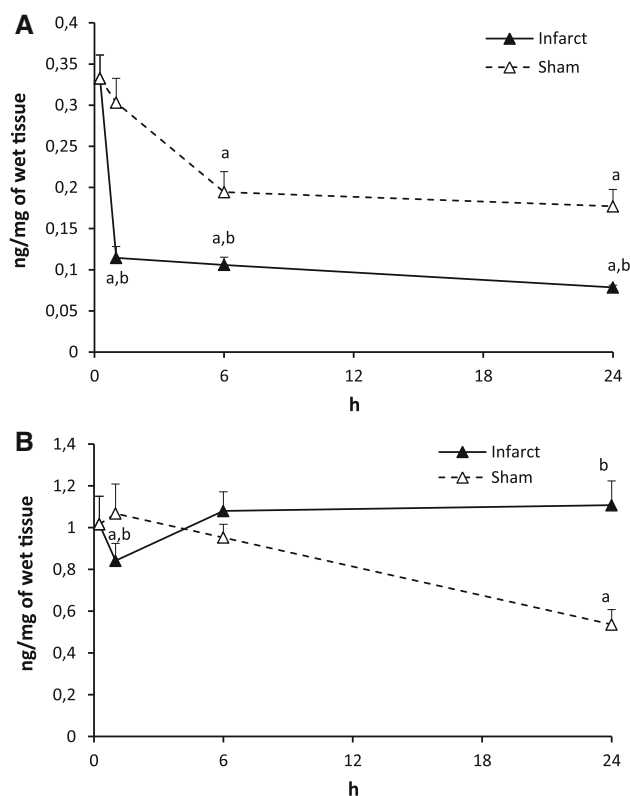 A
0,4
Infarct
0,35
Sham
0,3
0,25
a
0,2
a
0,15
a,b
0,1
a,b
a,b
0,05
0
0 6 12 18 24
h
ng/mg of wet tissue
B
1,4
Infarct
1,2
Sham
b
1
a,b
0,8
0,6
a
0,4
0,2
0
0 6 12 18 24
h
ng/mg of wet tissue